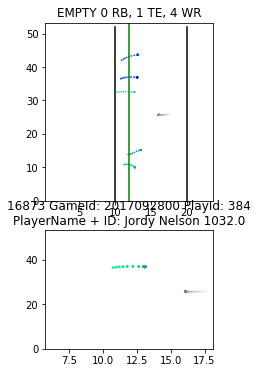 EMPTY 0 RB, 1 TE, 4 WR
50
40
30
20
10
0
5 10 15 20
16873 GameId: 2017092800 PlayId: 384
PlayerName + ID: Jordy Nelson 1032.0
40
20
0
7.5 10.0 12.5 15.0 17.5